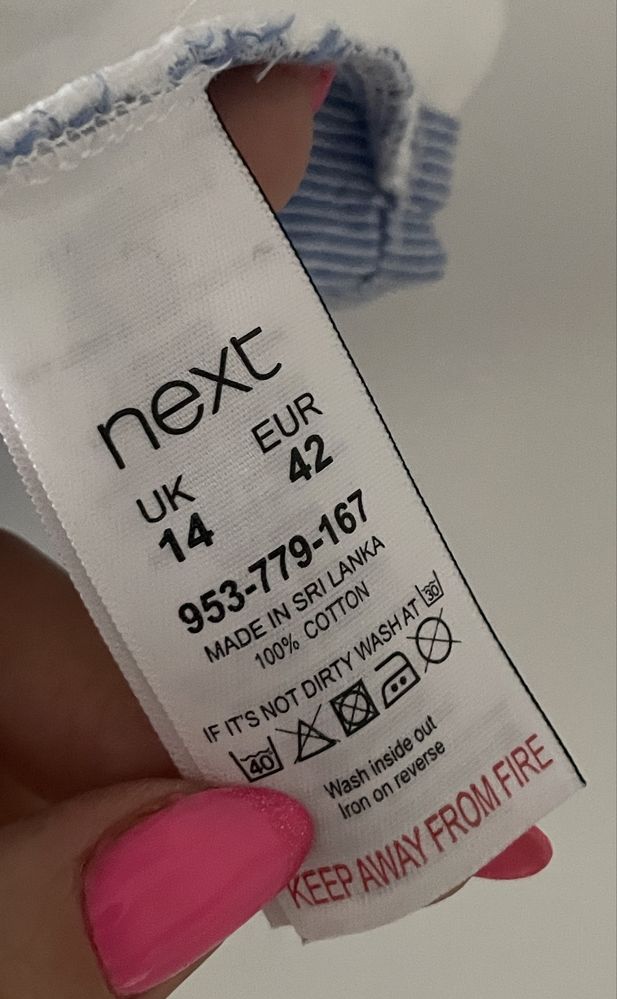 next
UK EUR
14 42
953-779-167
MADE IN SRI LANKA
100% COTTON
IF IT'S NOT DIRTY WASH AT 30
40
Wash inside out
Iron on reverse
KEEP AWAY FROM FIRE